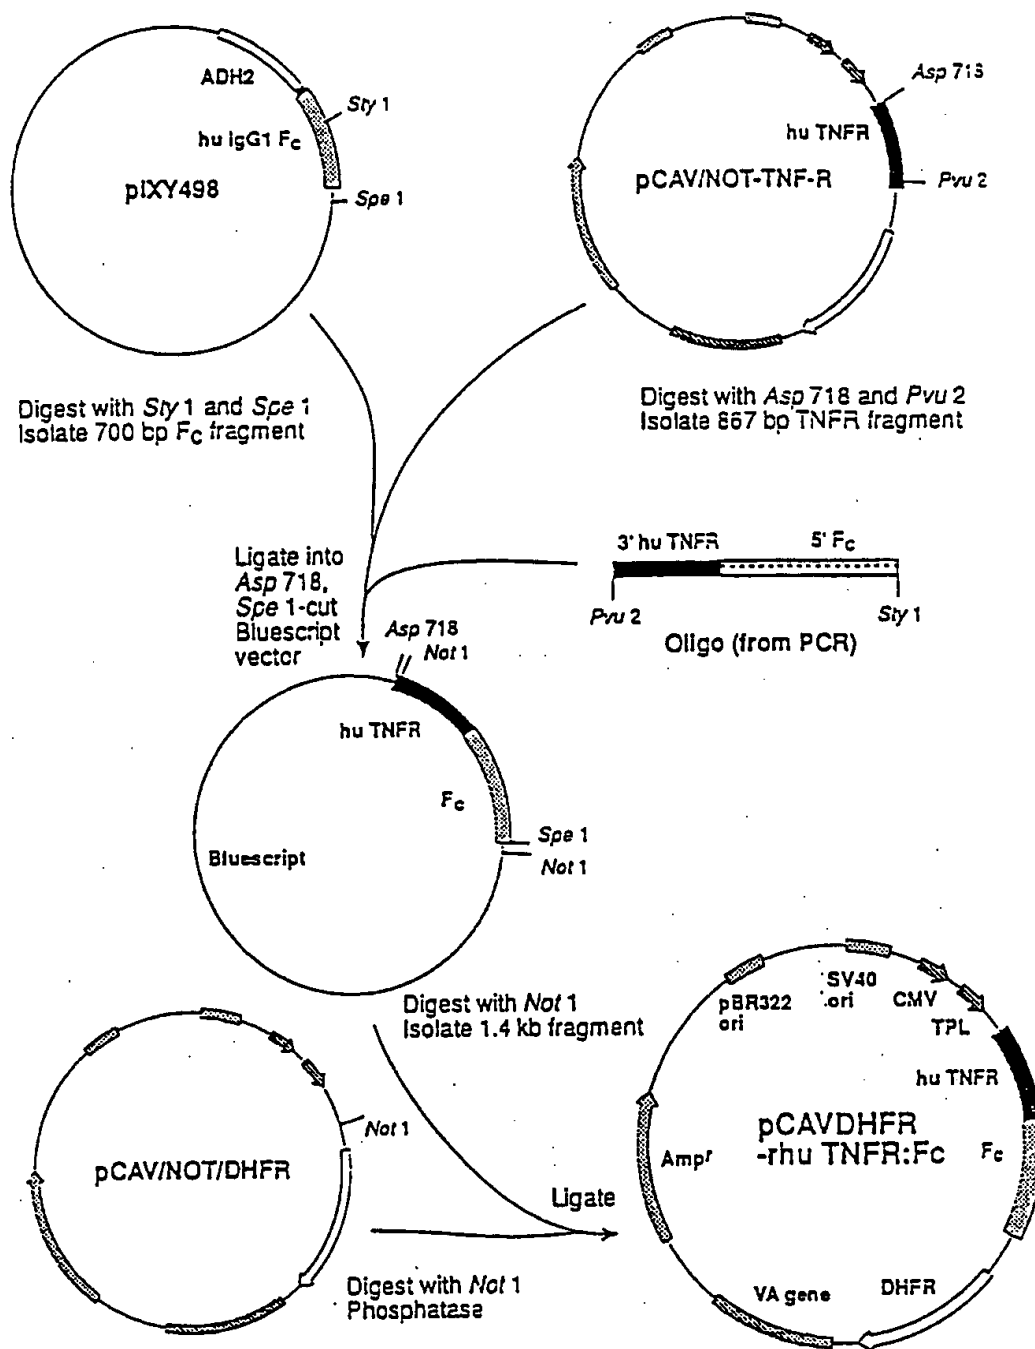 ADH2
Sty 1
hu IgG1 Fc
pIXY498
Spe 1
Asp 718
hu TNFR
pCAV/NOT-TNF-R
Pvu 2
Digest with Sty 1 and Spe 1
Isolate 700 bp Fc fragment
Digest with Asp 718 and Pvu 2
Isolate 867 bp TNFR fragment
3' hu TNFR
5' Fc
Pvu 2
Sty 1
Oligo (from PCR)
Ligate into
Asp 718,
Spe 1-cut
Bluescript
vector
Asp 718
Not 1
hu TNFR
Fc
Spe 1
Not 1
Bluescript
Digest with Not 1
Isolate 1.4 kb fragment
pBR322
ori
SV40
ori
CMV
TPL
hu TNFR
Fc
pCAVDHFR
-rhu TNFR:Fc
Ampr
DHFR
VA gene
Not 1
pCAV/NOT/DHFR
Ligate
Digest with Not 1
Phosphatase